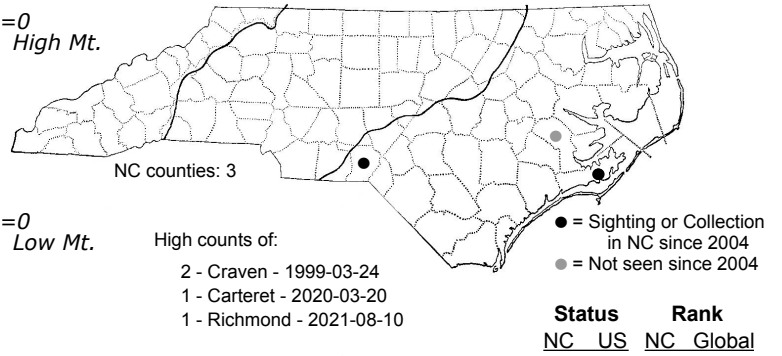 =0
High Mt.
NC counties: 3
=0
Low Mt.
High counts of:
2 - Craven - 1999-03-24
1 - Carteret - 2020-03-20
1 - Richmond - 2021-08-10
= Sighting or Collection
in NC since 2004
= Not seen since 2004
Status Rank
NC US NC Global